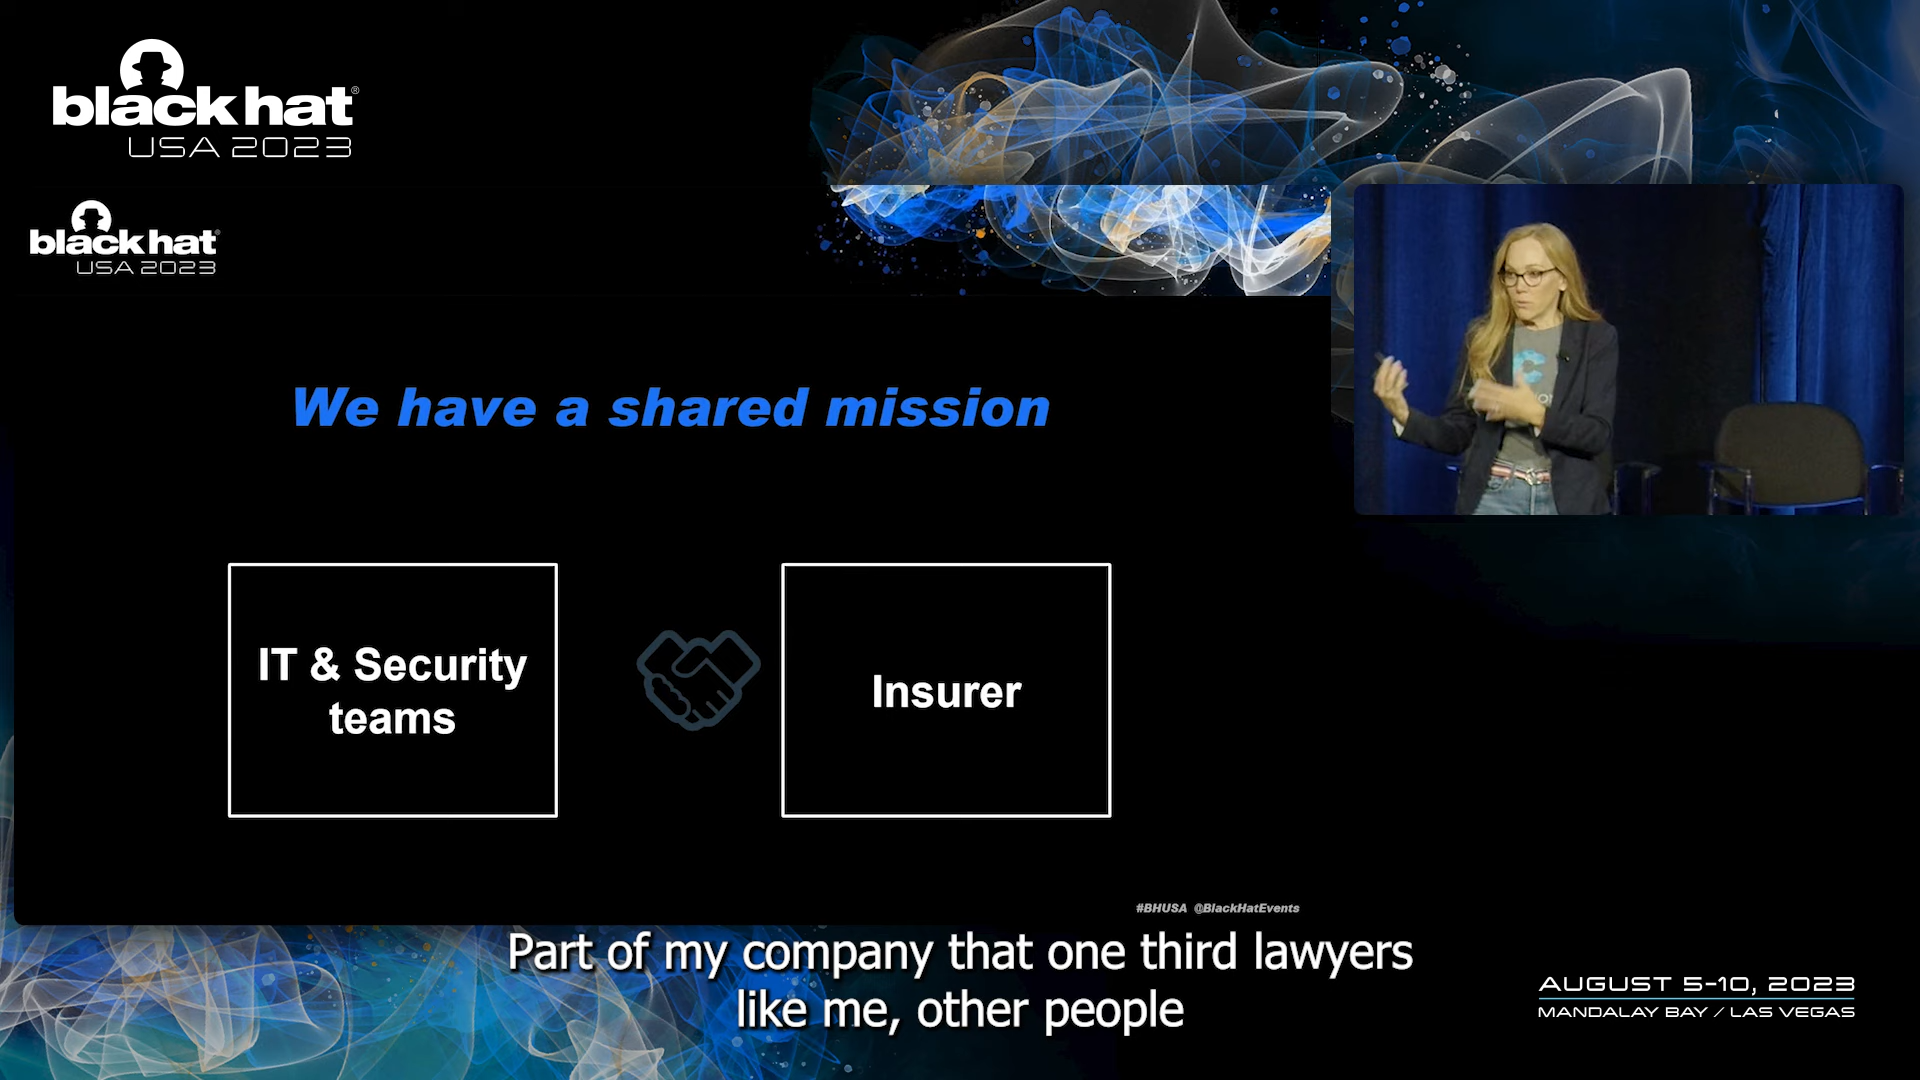 black hat®
USA 2023
black hat®
USA 2023
We have a shared mission
IT & Security
teams
Insurer
#BHUSA @BlackHatEvents
Part of my company that one third lawyers
like me, other people
AUGUST 5-10, 2023
MANDALAY BAY / LAS VEGAS